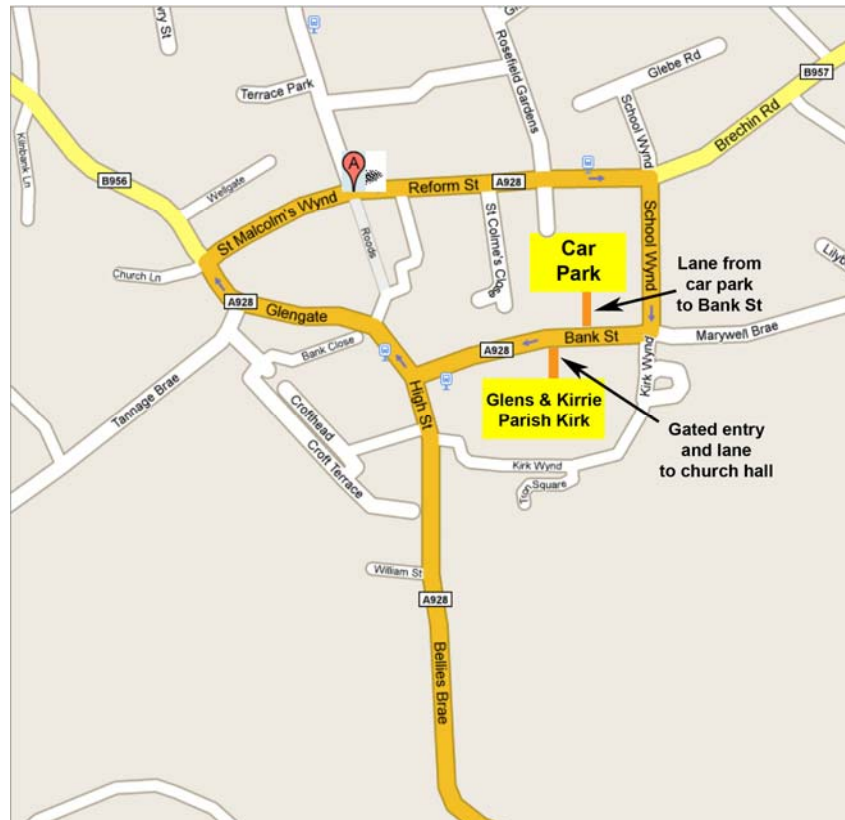 Rosefield Gardens
Glebe Rd
B957
Terrace Park
School Wynd
Brechin Rd
Kilnbank Ln
B956
Wellgate
A
Reform St
A928
St Malcolm's Wynd
Roods
St Colme's Close
School Wynd
Car
Park
Lane from
car park
to Bank St
Church Ln
A928
Glengate
Bank Close
A928
Bank St
Marywell Brae
High St
Kirk Wynd
Glens & Kirrie
Parish Kirk
Gated entry
and lane
to church hall
Tannage Brae
Crofthead
Croft Terrace
Kirk Wynd
Square
William St
A928
Bellies Brae